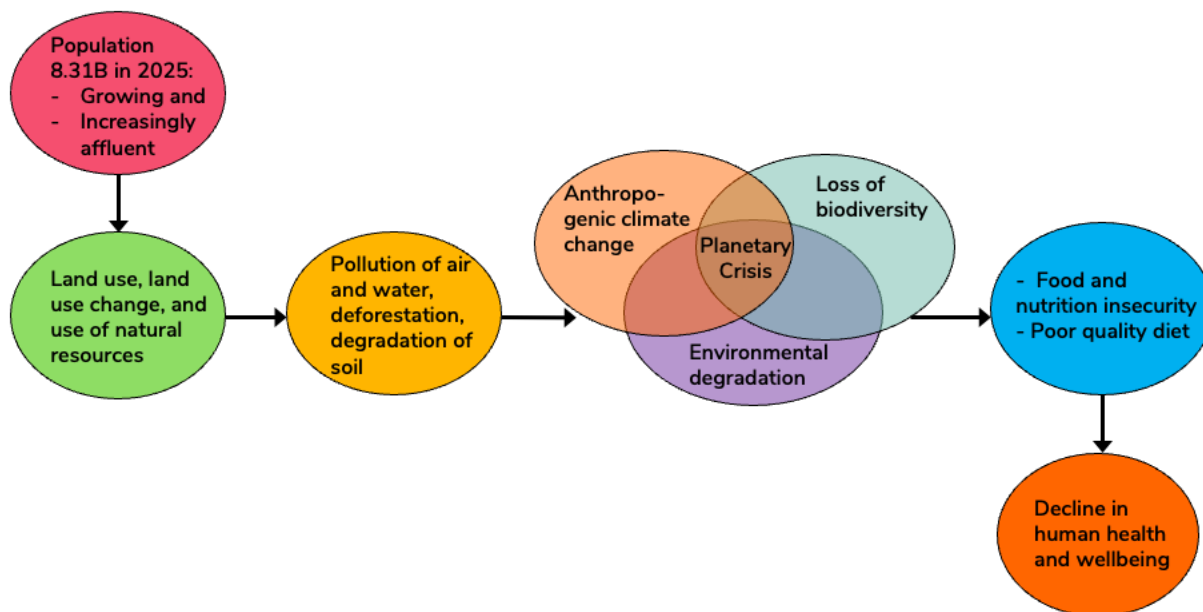 Population
8.31B in 2025:
- Growing and
- Increasingly
affluent
Land use, land
use change, and
use of natural
resources
Pollution of air
and water,
deforestation,
degradation of
soil
Anthropo-
genic climate
change
Loss of
biodiversity
Planetary
Crisis
Environmental
degradation
- Food and
nutrition insecurity
- Poor quality diet
Decline in
human health
and wellbeing